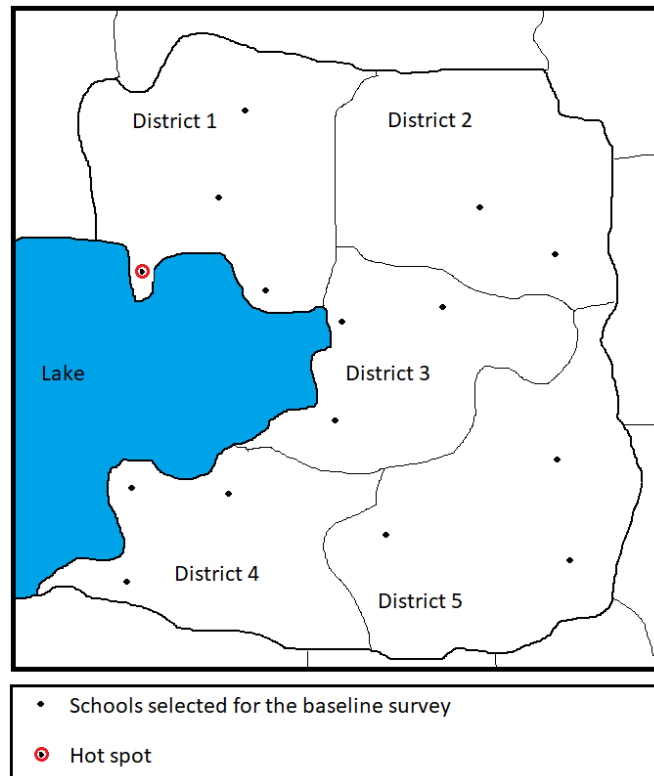 District 1
District 2
Lake
District 3
District 4
District 5
Schools selected for the baseline survey
Hot spot